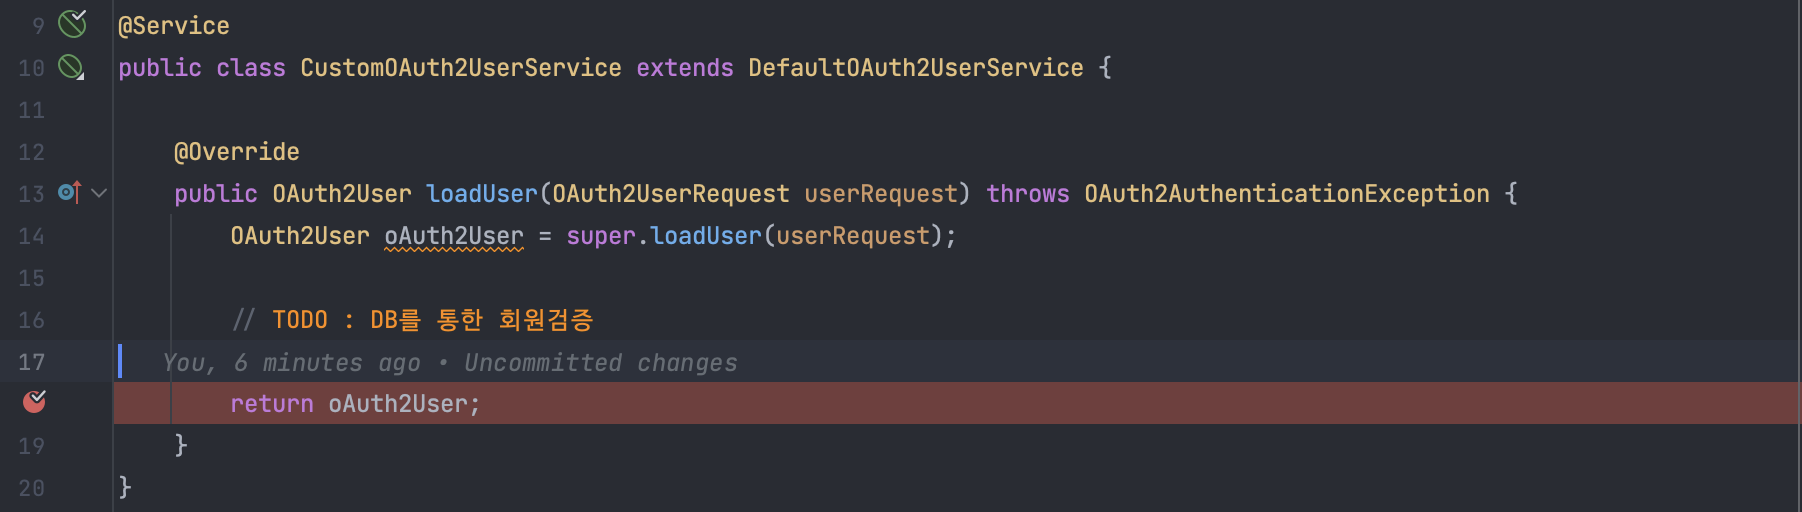 9 @Service
10 public class CustomOAuth2UserService extends DefaultOAuth2UserService {
11
12 @Override
13 public OAuth2User loadUser(OAuth2UserRequest userRequest) throws OAuth2AuthenticationException {
14 OAuth2User oAuth2User = super.loadUser(userRequest);
15
16 // TODO : DB를 통한 회원검증
17 You, 6 minutes ago • Uncommitted changes
return oAuth2User;
19 }
20 }